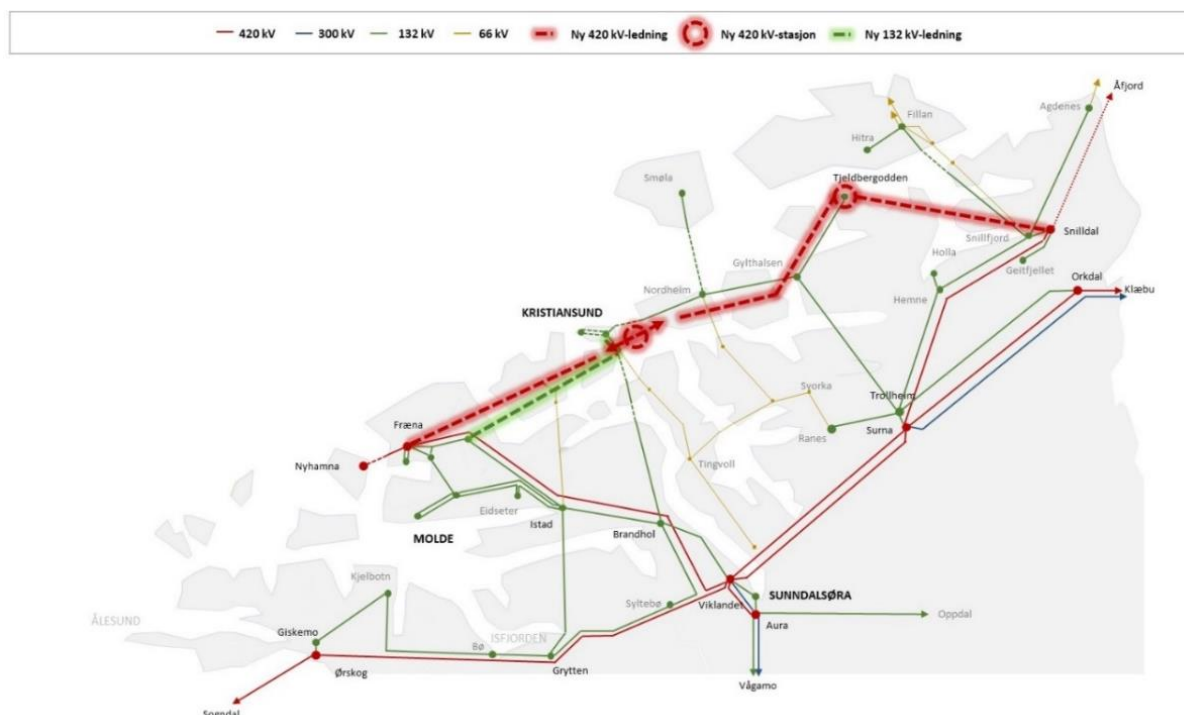 420 kV 300 kV 132 kV 66 kV Ny 420 kV-ledning Ny 420 kV-stasjon Ny 132 kV-ledning
Åfjord
Agdenes
Fillan
Hitra
Smøla
Tjeldbergodden
Snillfjord
Snilldal
Holla
Geitfjellet
Gylthalsen
Orkdal
Nordheim
Hemne
Klæbu
KRISTIANSUND
Svorka
Trollheim
Fræna
Surna
Ranes
Nyhamna
Tingvoll
Eidseter
Istad
MOLDE
Brandhol
Kjelbotn
Viklandet
SUNNDALSØRA
Syltebø
ÅLESUND
Oppdal
Giskemo
ISFJORDEN
Aura
Bø
Ørskog
Grytten
Vågamo
Sogndal